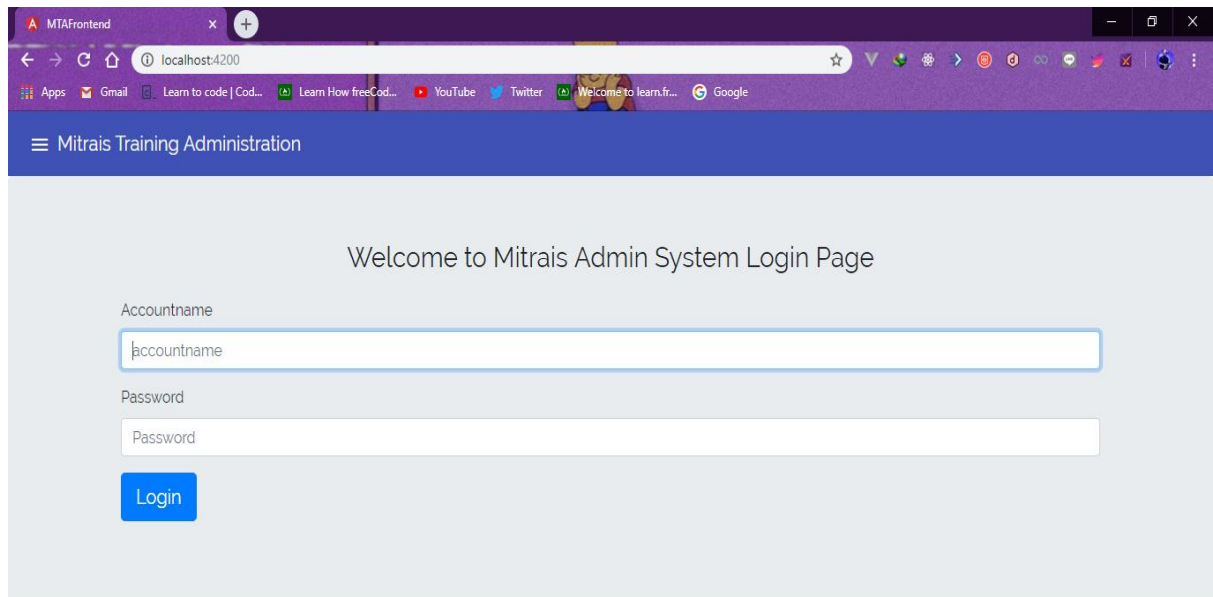 MTAFrontend
localhost:4200
Apps Gmail Learn to code | Cod... Learn How freeCod... YouTube Twitter Welcome to learn.fr... Google
Mitrais Training Administration
Welcome to Mitrais Admin System Login Page
Accountname
accountname
Password
Password
Login